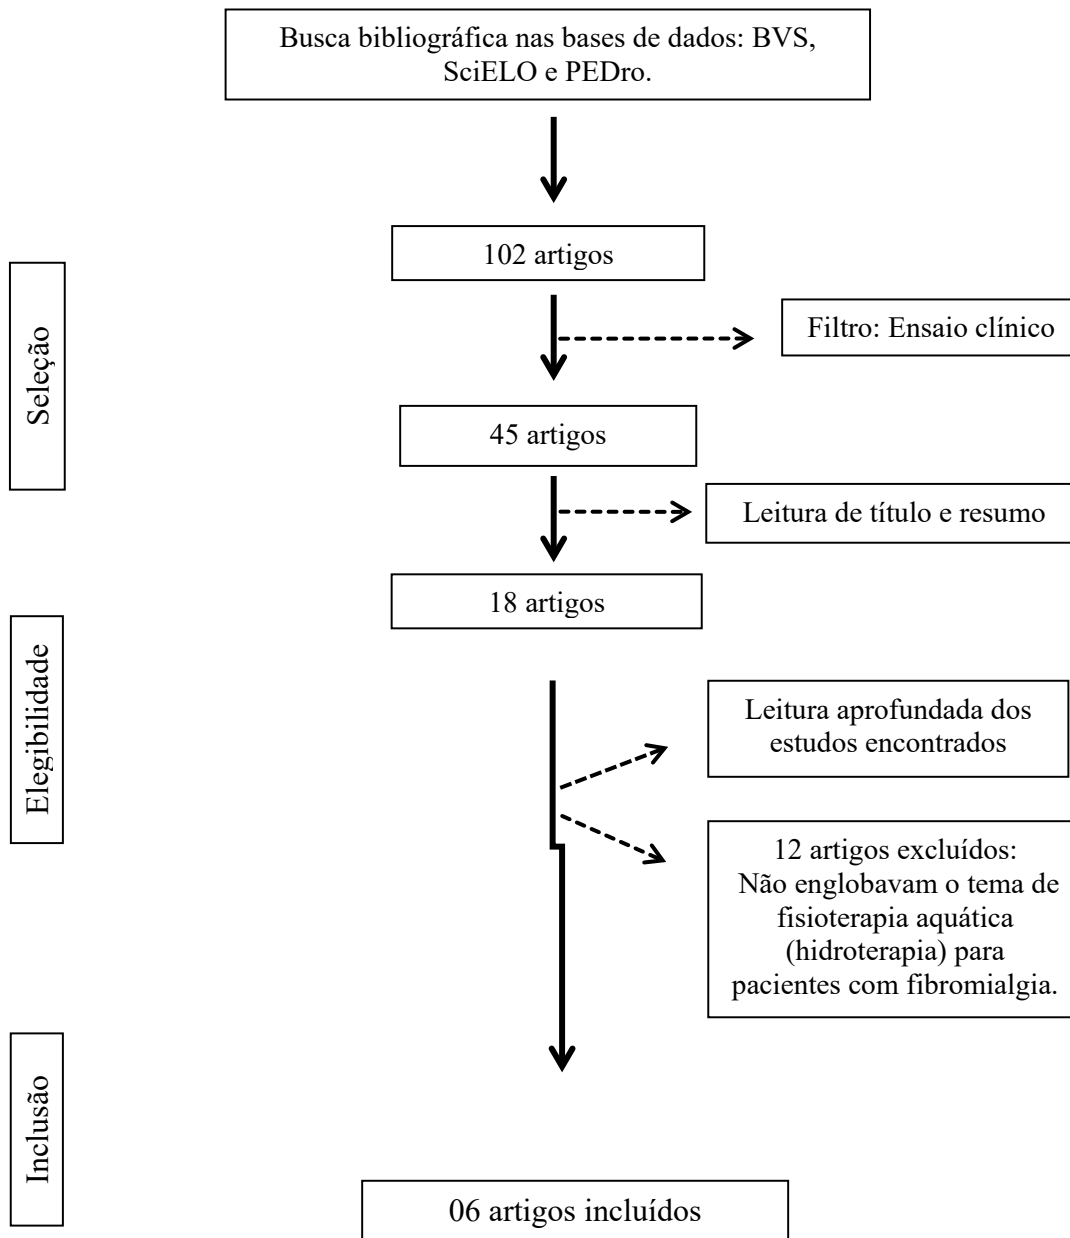 Busca bibliográfica nas bases de dados: BVS,
SciELO e PEDro.
102 artigos
Seleção
Filtro: Ensaio clínico
45 artigos
Leitura de título e resumo
18 artigos
Elegibilidade
Leitura aprofundada dos
estudos encontrados
12 artigos excluídos:
Não englobavam o tema de
fisioterapia aquática
(hidroterapia) para
pacientes com fibromialgia.
Inclusão
06 artigos incluídos